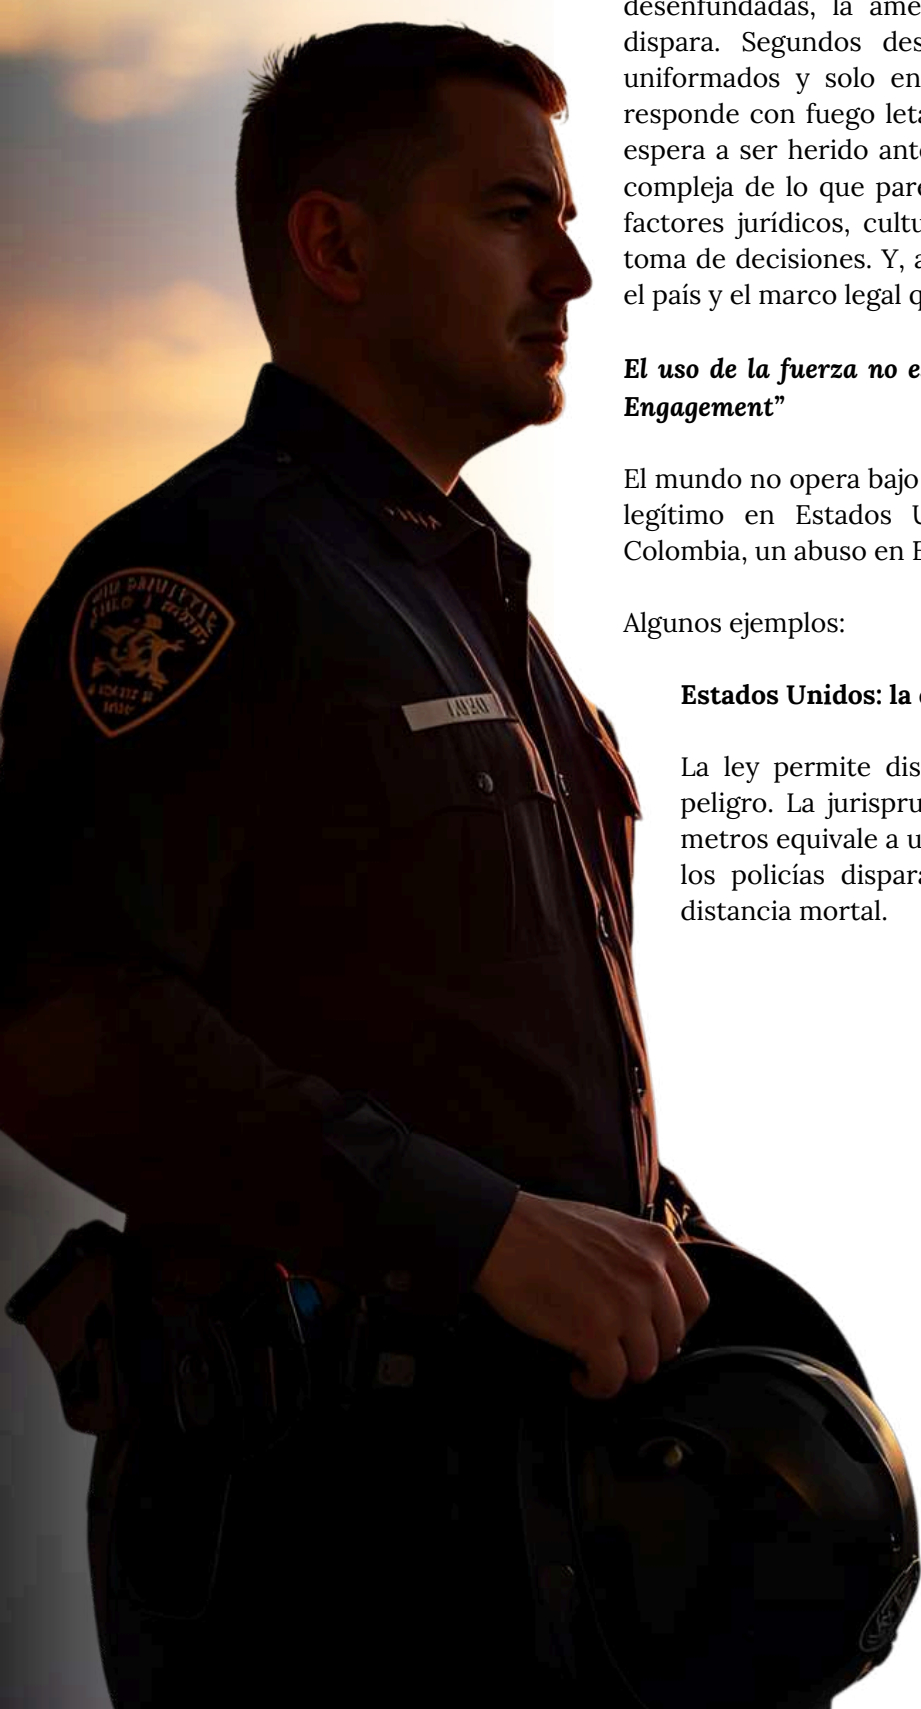 desenfundadas, la ame
dispara. Segundos des
uniformados y solo en
responde con fuego leta
espera a ser herido ant
compleja de lo que par
factores jurídicos, cultu
toma de decisiones. Y, a
el país y el marco legal q
El uso de la fuerza no e
Engagement”
El mundo no opera bajo
legítimo en Estados U
Colombia, un abuso en E
Algunos ejemplos:
Estados Unidos: la
La ley permite dis
peligro. La jurispru
metros equivale a u
los policías dispar
distancia mortal.